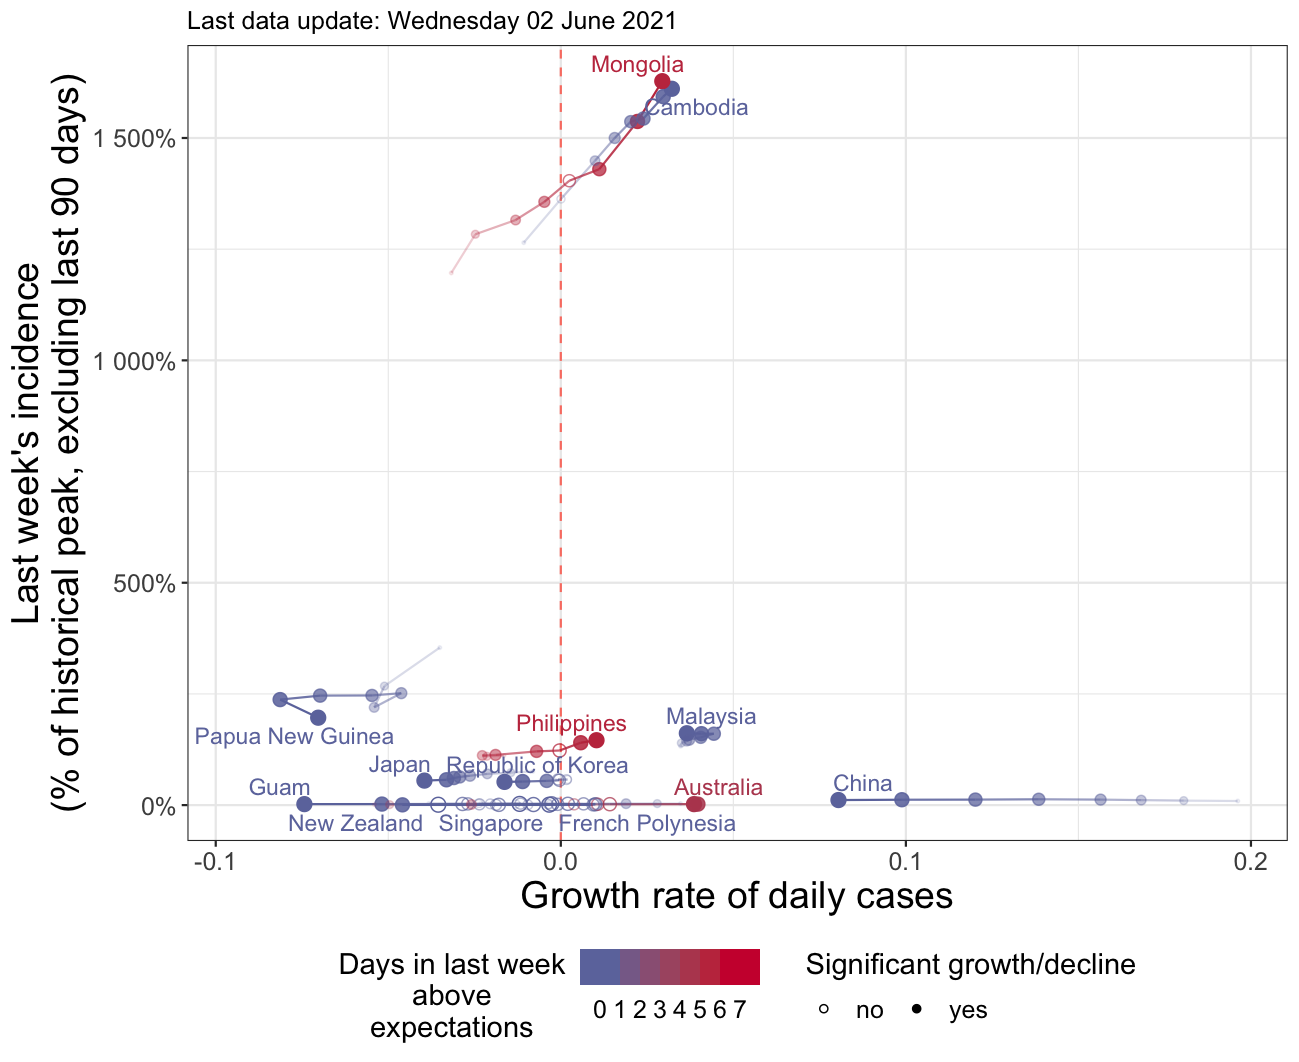 Last data update: Wednesday 02 June 2021
Last week's incidence
(% of historical peak, excluding last 90 days)
1 500%
1 000%
500%
0%
Mongolia
Cambodia
Papua New Guinea
Philippines
Malaysia
Japan
Republic of Korea
Guam
Australia
China
New Zealand
Singapore
French Polynesia
-0.1
0.0
0.1
0.2
Growth rate of daily cases
Days in last week
above
expectations
0 1 2 3 4 5 6 7
Significant growth/decline
no
yes